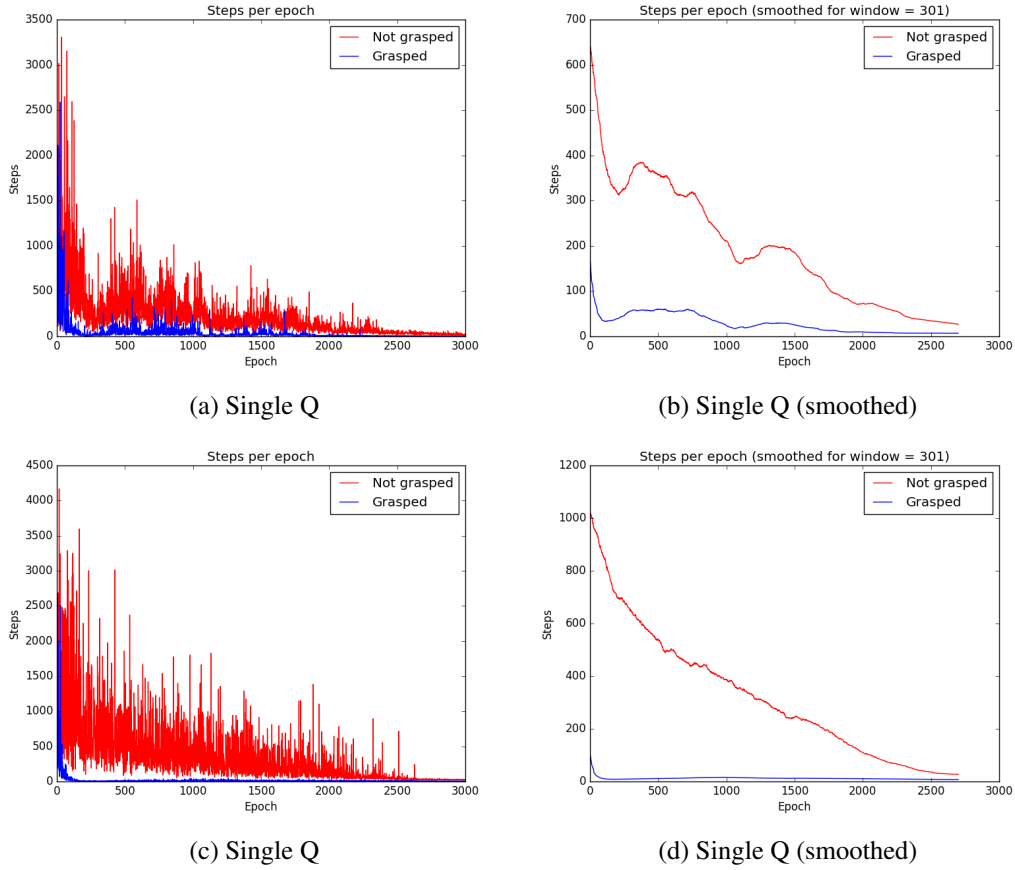 Steps per epoch
3500
3000
2500
2000
1500
1000
500
0
Steps
Not grasped
Grasped
0 500 1000 1500 2000 2500 3000
Epoch
(a) Single Q
Steps per epoch (smoothed for window = 301)
700
600
500
400
300
200
100
0
Steps
Not grasped
Grasped
0 500 1000 1500 2000 2500 3000
Epoch
(b) Single Q (smoothed)
Steps per epoch
4500
4000
3500
3000
2500
2000
1500
1000
500
0
Steps
Not grasped
Grasped
0 500 1000 1500 2000 2500 3000
Epoch
(c) Single Q
Steps per epoch (smoothed for window = 301)
1200
1000
800
600
400
200
0
Steps
Not grasped
Grasped
0 500 1000 1500 2000 2500 3000
Epoch
(d) Single Q (smoothed)